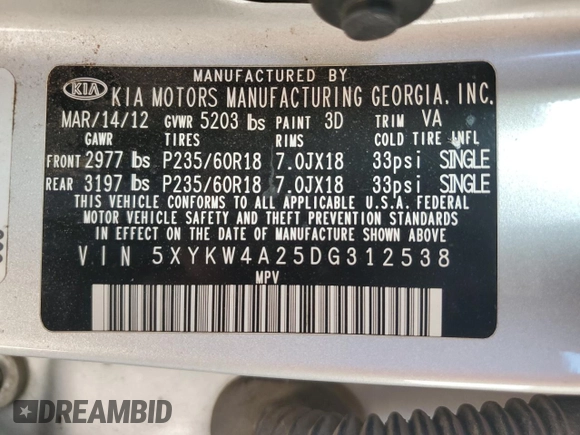 MANUFACTURED BY
KIA KIA MOTORS MANUFACTURING GEORGIA, INC.
MAR/14/12 GVWR 5203 lbs PAINT 3D TRIM VA
GAWR TIRES RIMS COLD TIRE INFL
FRONT 2977 lbs P235/60R18 7.0JX18 33psi SINGLE
REAR 3197 lbs P235/60R18 7.0JX18 33psi SINGLE
THIS VEHICLE CONFORMS TO ALL APPLICABLE U.S.A. FEDERAL
MOTOR VEHICLE SAFETY AND THEFT PREVENTION STANDARDS
IN EFFECT ON THE DATE OF MANUFACTURE SHOWN ABOVE.
VIN 5XYKW4A25DG312538
MPV
DREAMBID